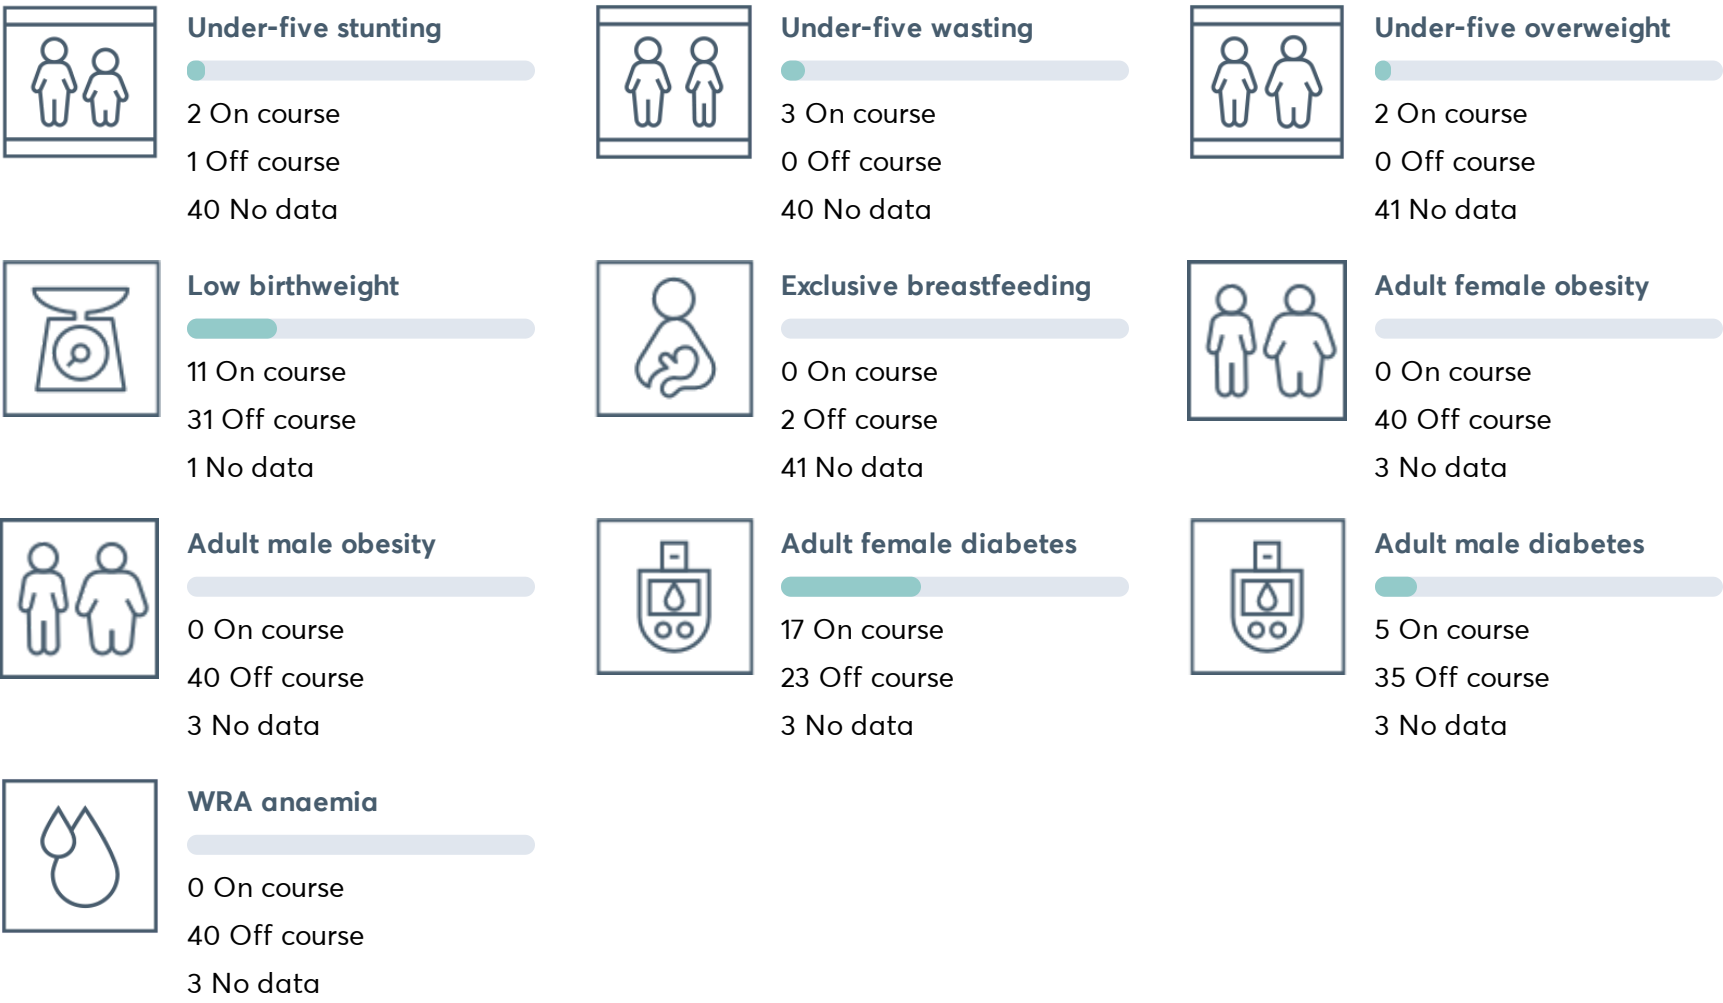 Under-five stunting
2 On course
1 Off course
40 No data
Under-five wasting
3 On course
0 Off course
40 No data
Under-five overweight
2 On course
0 Off course
41 No data
Low birthweight
11 On course
31 Off course
1 No data
Exclusive breastfeeding
0 On course
2 Off course
41 No data
Adult female obesity
0 On course
40 Off course
3 No data
Adult male obesity
0 On course
40 Off course
3 No data
Adult female diabetes
17 On course
23 Off course
3 No data
Adult male diabetes
5 On course
35 Off course
3 No data
WRA anaemia
0 On course
40 Off course
3 No data